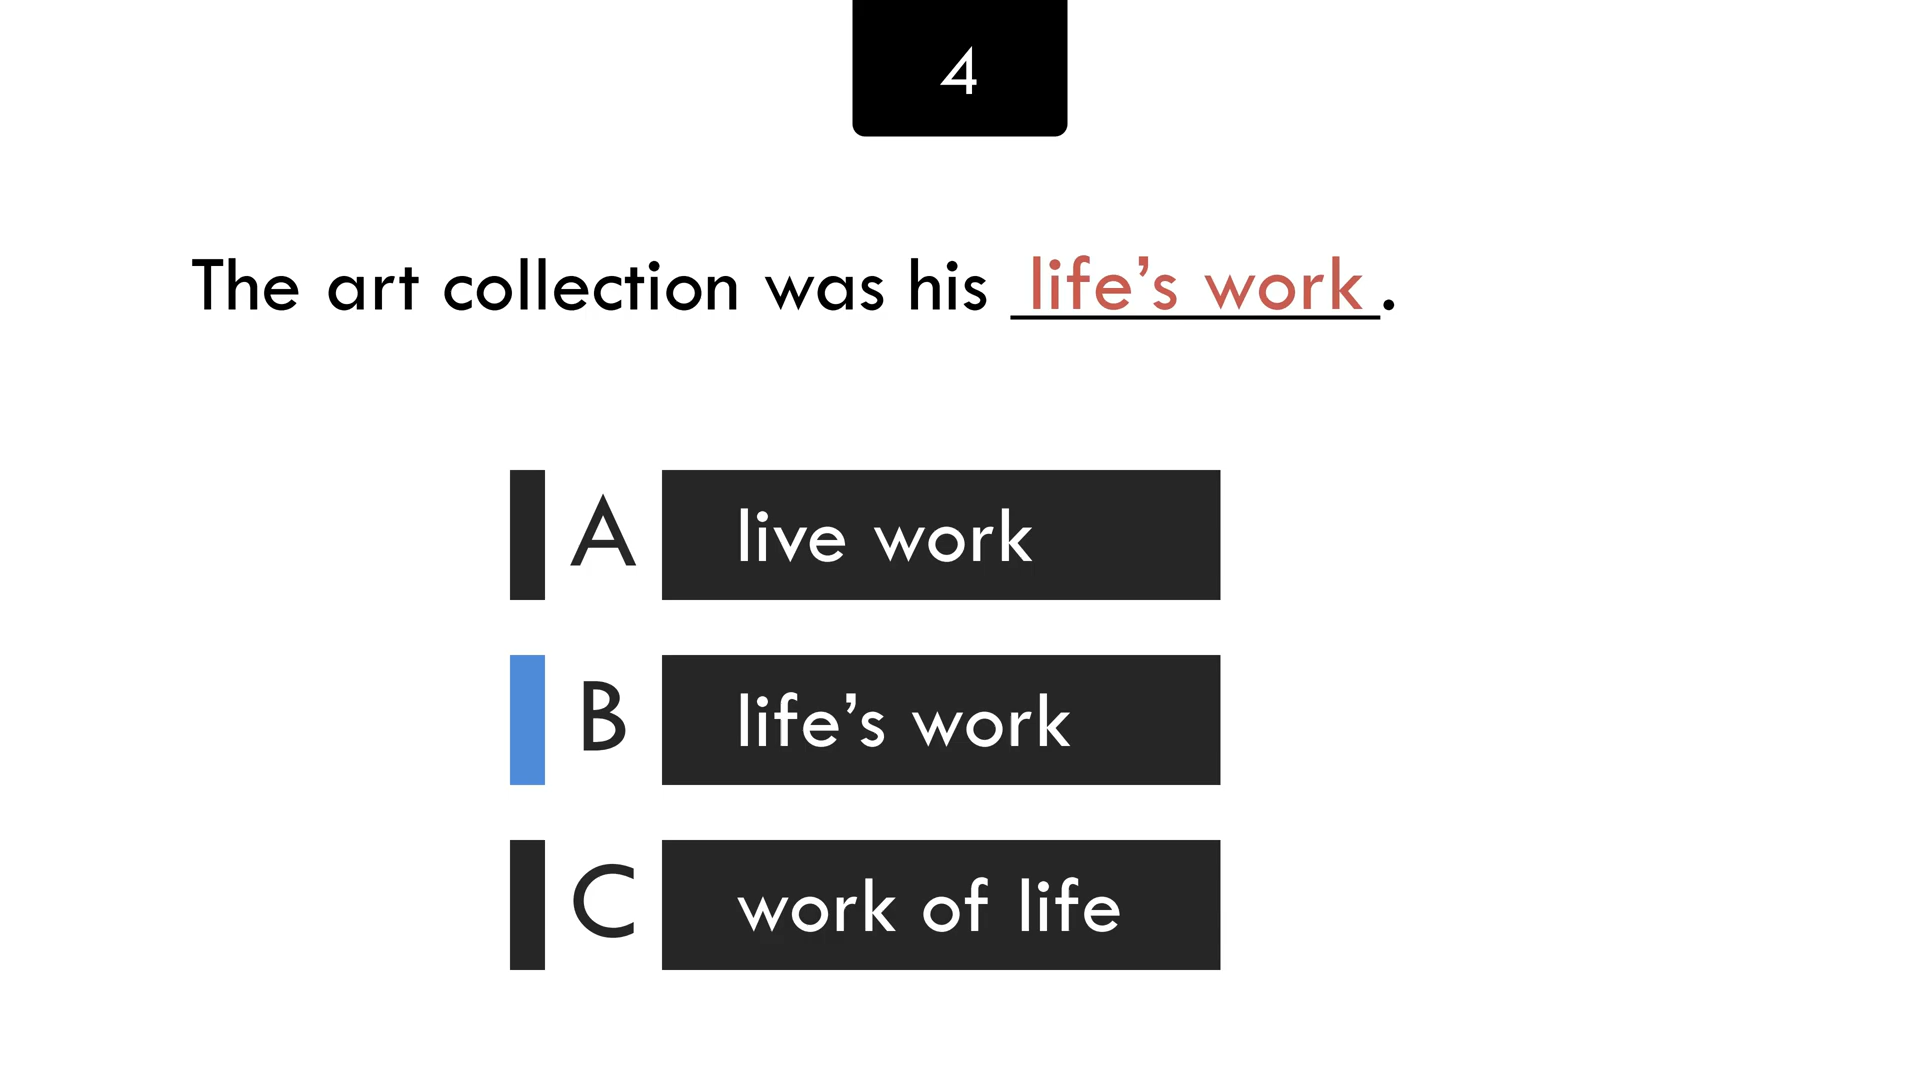 4
The art collection was his life’s work.
A live work
B life’s work
C work of life